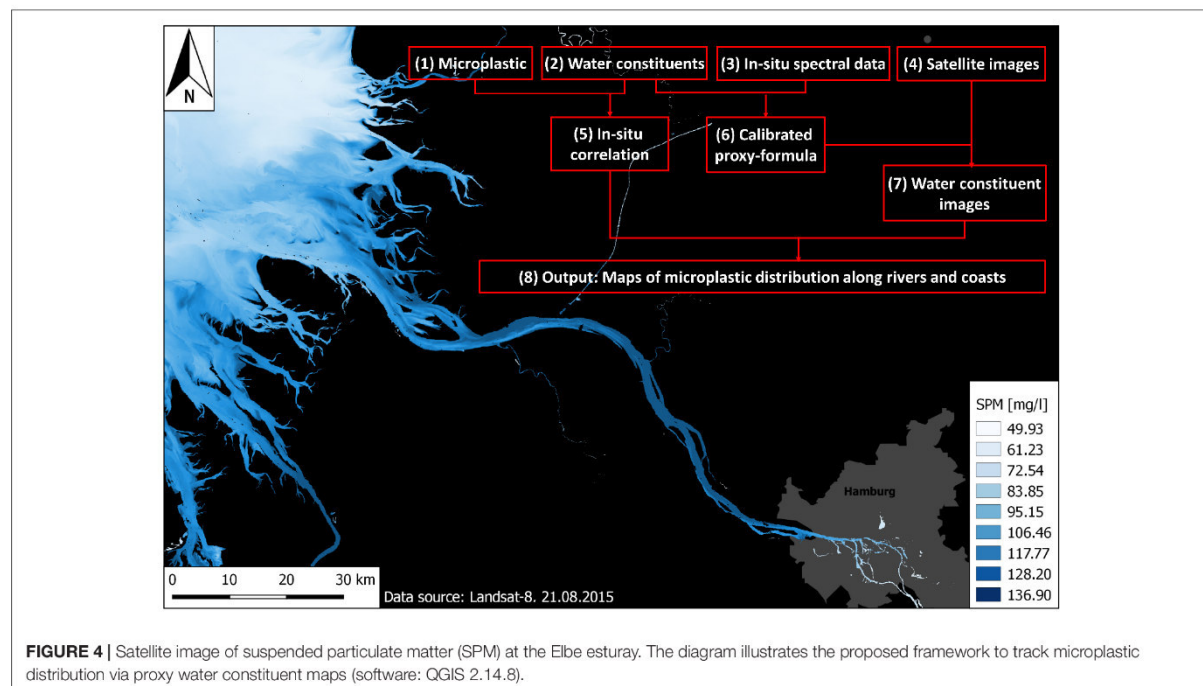 N
(1) Microplastic
(2) Water constituents
(3) In-situ spectral data
(4) Satellite images
(5) In-situ
correlation
(6) Calibrated
proxy-formula
(7) Water constituent
images
(8) Output: Maps of microplastic distribution along rivers and coasts
Hamburg
SPM [mg/l]
49.93
61.23
72.54
83.85
95.15
106.46
117.77
128.20
136.90
0 10 20 30 km
Data source: Landsat-8. 21.08.2015
FIGURE 4 | Satellite image of suspended particulate matter (SPM) at the Elbe esturay. The diagram illustrates the proposed framework to track microplastic
distribution via proxy water constituent maps (software: QGIS 2.14.8).